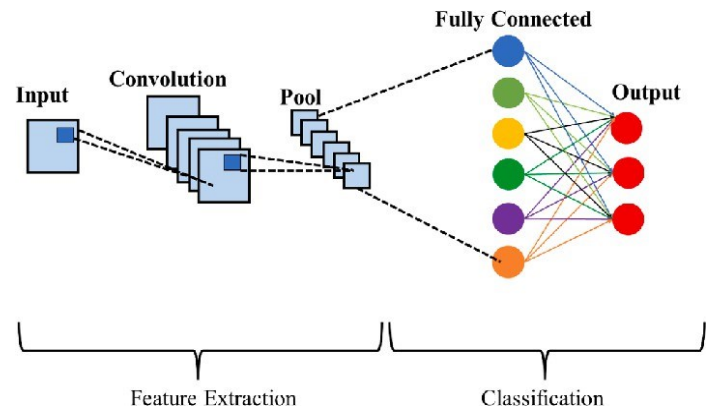 Fully Connected
Convolution
Input
Pool
Output
Feature Extraction
Classification